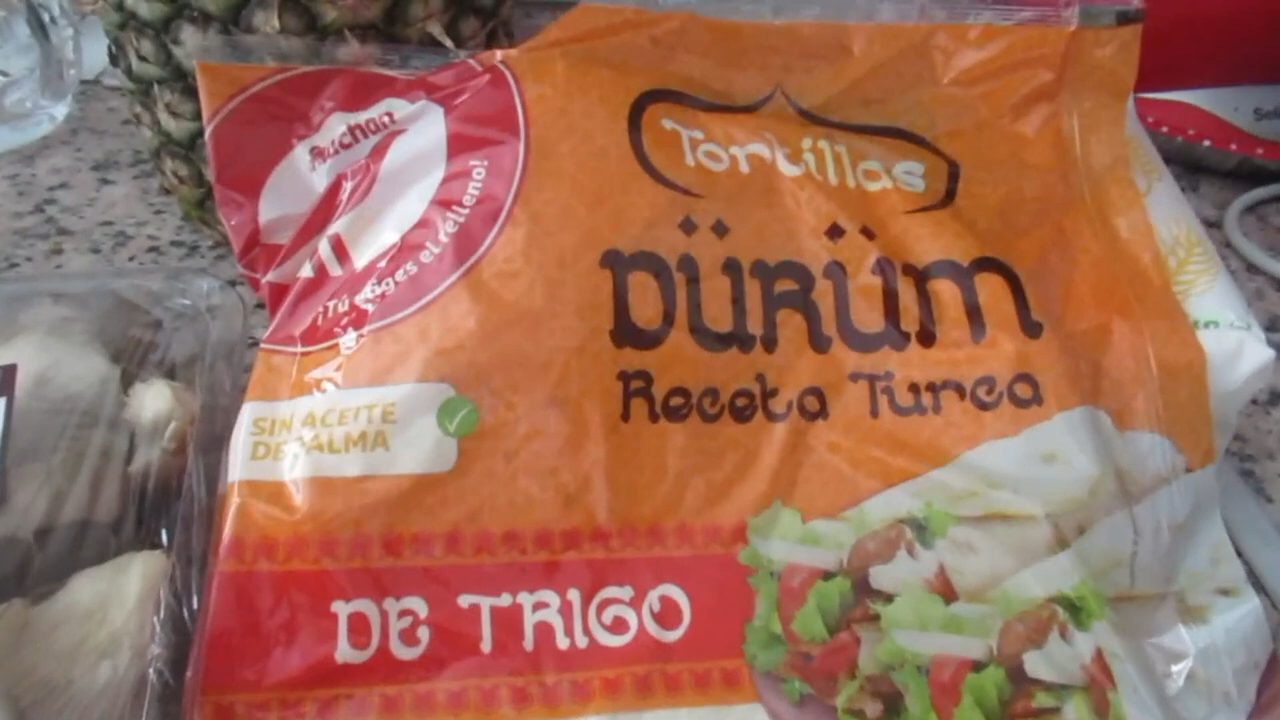 Auchan
¡Tú eliges el relleno!
Tortillas
DÜRÜM
Receta Turca
SIN ACEITE
DE PALMA
DE TRIGO